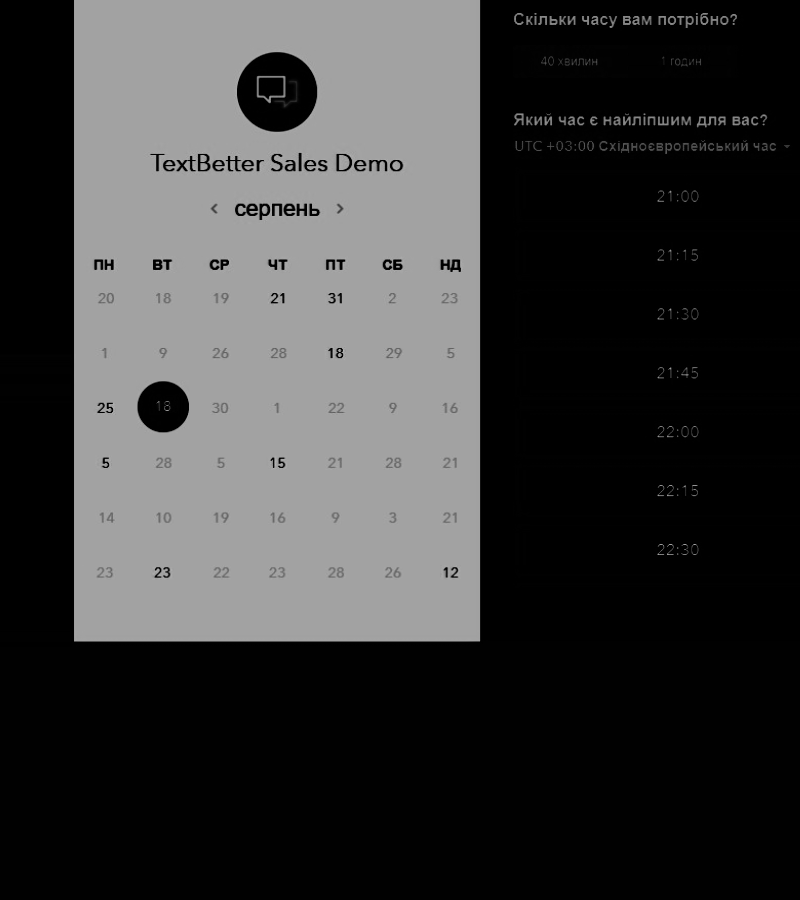 TextBetter Sales Demo
серпень
ПН ВТ СР ЧТ ПТ СБ НД
20 18 19 21 31 2 23
1 9 26 28 18 29 5
25 18 30 1 22 9 16
5 28 5 15 21 28 21
14 10 19 16 9 3 21
23 23 22 23 28 26 12
Скільки часу вам потрібно?
40 хвилин 1 годин
Який час є найліпшим для вас?
UTC +03:00 Східноєвропейський час
21:00
21:15
21:30
21:45
22:00
22:15
22:30